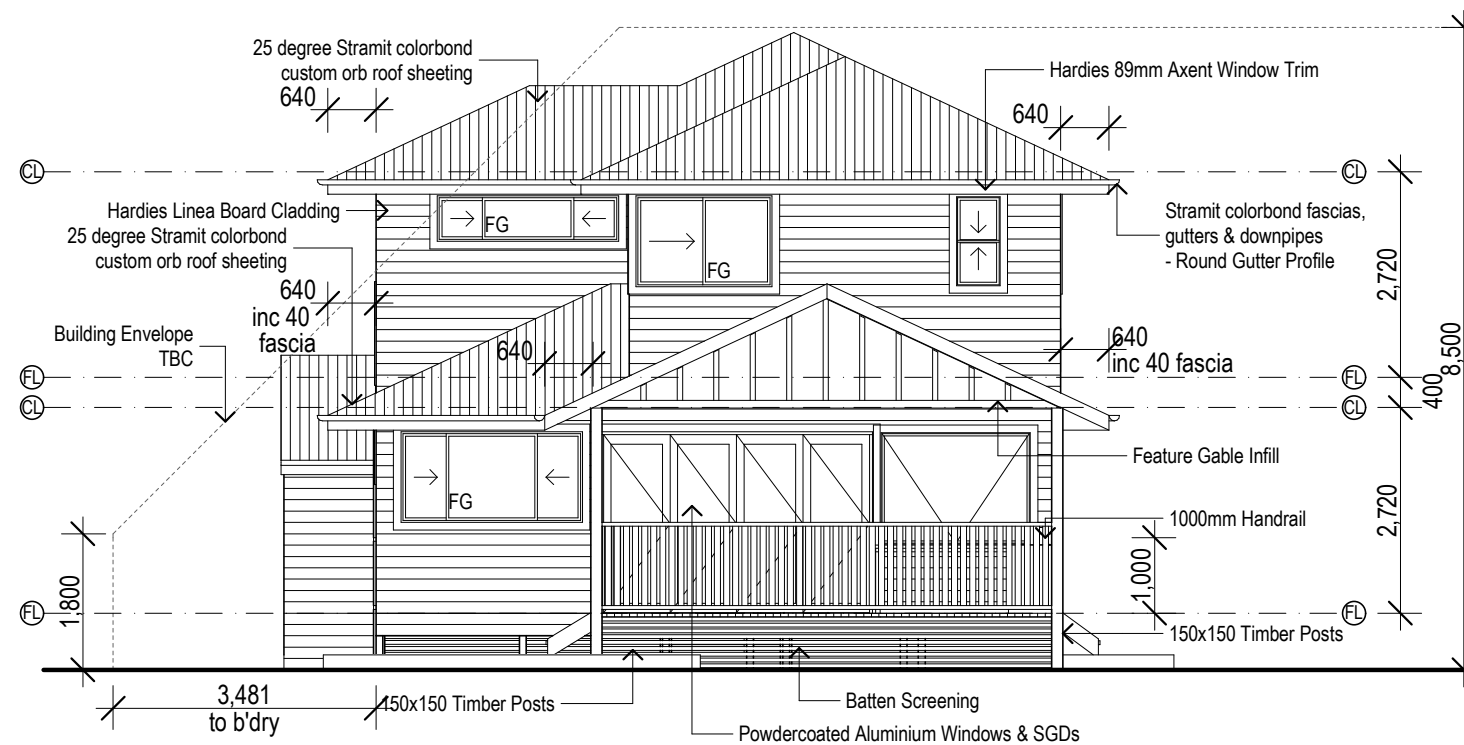 25 degree Stramit colorbond
custom orb roof sheeting
640
Hardies 89mm Axent Window Trim
640
CL
CL
Hardies Linea Board Cladding
25 degree Stramit colorbond
custom orb roof sheeting
FG
FG
Stramit colorbond fascias,
gutters & downpipes
- Round Gutter Profile
2,720
640
inc 40
fascia
Building Envelope
TBC
640
640
inc 40 fascia
8,500
FL
FL
400
CL
CL
Feature Gable Infill
FG
2,720
1000mm Handrail
1,800
1,000
FL
FL
150x150 Timber Posts
3,481
to b'dry
150x150 Timber Posts
Batten Screening
Powdercoated Aluminium Windows & SGDs